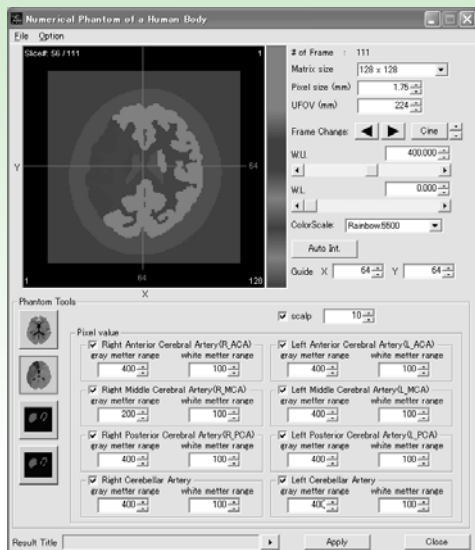 Numerical Phantom of a Human Body
File Option
Slice#: 56 / 111 1
Y 64
64
1 128
X
# of Frame : 111
Matrix size 128 x 128
Pixel size (mm) 1.75
UFOV (mm) 224
Frame Change: Cine
W.U. 400.000
W.L. 0.000
ColorScale: Rainbow.5500
Auto Int.
Guide X 64 Y 64
Phantom Tools
scalp 10
Pixel value
Right Anterior Cerebral Artery(R_ACA) Left Anterior Cerebral Artery(L_ACA)
gray metter range white metter range gray metter range white metter range
400 100 400 100
Right Middle Cerebral Artery(R_MCA) Left Middle Cerebral Artery(L_MCA)
gray metter range white metter range gray metter range white metter range
200 100 400 100
Right Posterior Cerebral Artery(R_PCA) Left Posterior Cerebral Artery(L_PCA)
gray metter range white metter range gray metter range white metter range
400 100 400 100
Right Cerebellar Artery Left Cerebellar Artery
gray metter range white metter range gray metter range white metter range
400 100 400 100
Result Title Apply Close